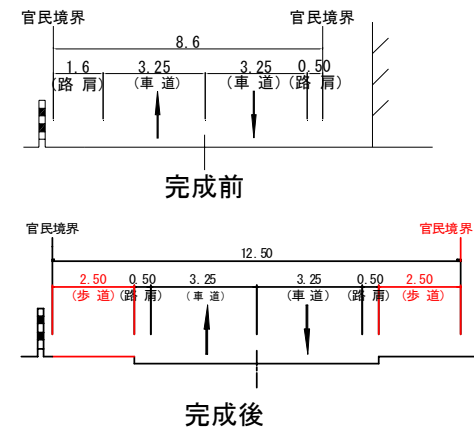 官民境界 官民境界
8.6
1.6 3.25 3.25 0.50
(路 肩) (車 道) (車 道) (路 肩)
完成前
官民境界 官民境界
12.50
2.50 0.50 3.25 3.25 0.50 2.50
(歩 道) (路 肩) (車 道) (車 道) (路 肩) (歩 道)
完成後